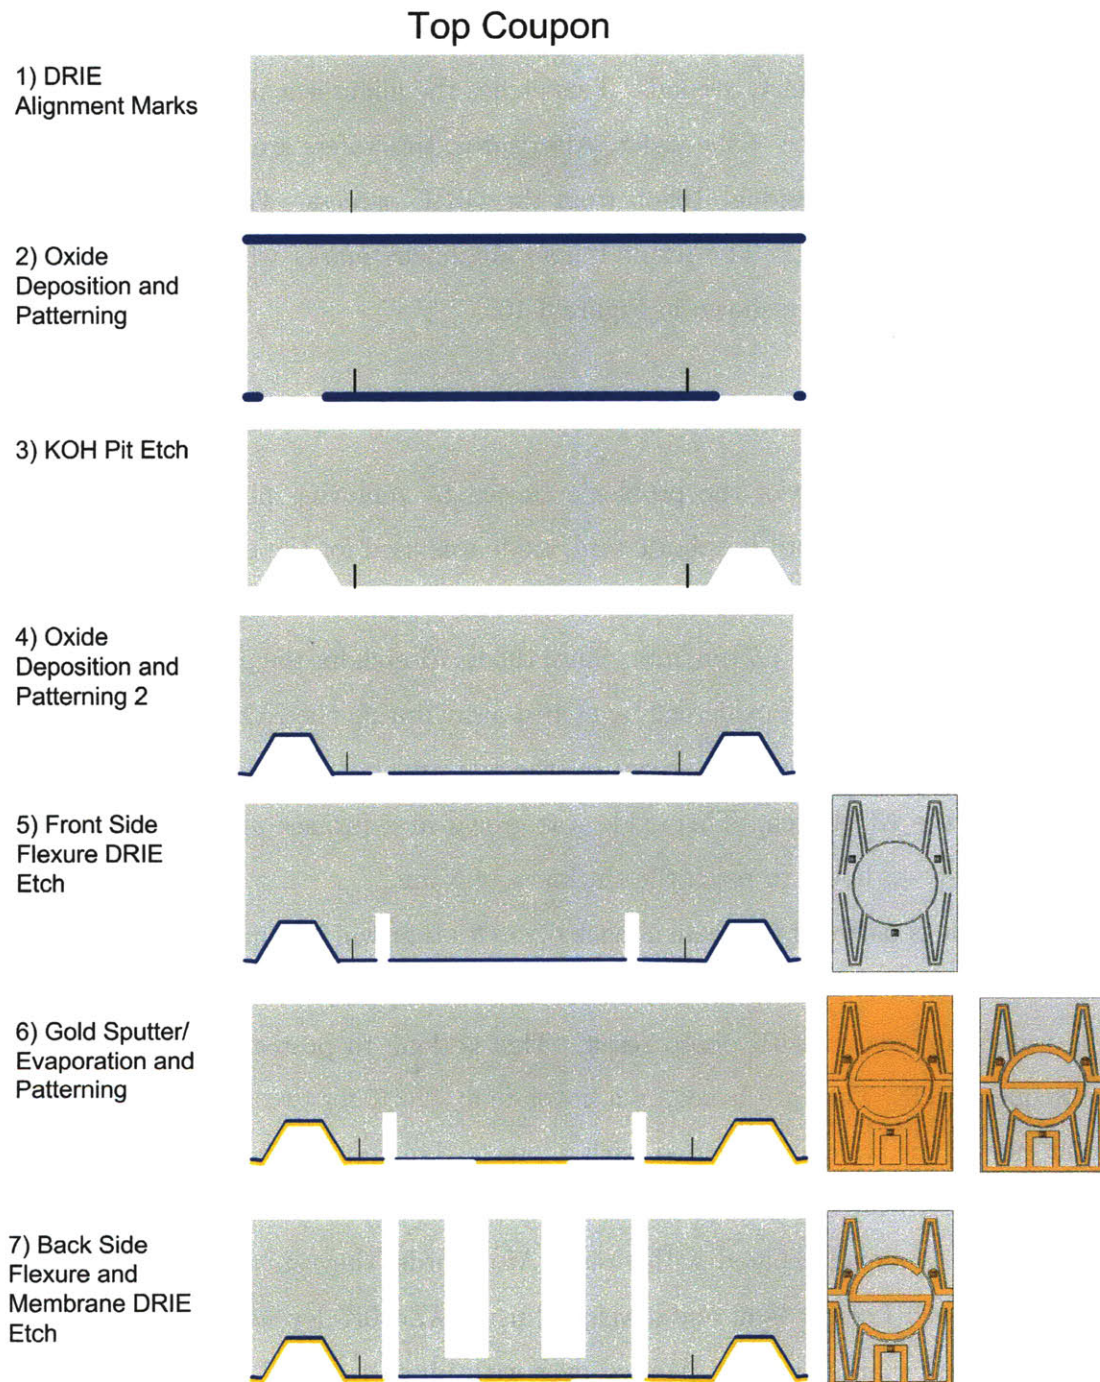 Top Coupon
1) DRIE
Alignment Marks
2) Oxide
Deposition and
Patterning
3) KOH Pit Etch
4) Oxide
Deposition and
Patterning 2
5) Front Side
Flexure DRIE
Etch
6) Gold Sputter/
Evaporation and
Patterning
7) Back Side
Flexure and
Membrane DRIE
Etch